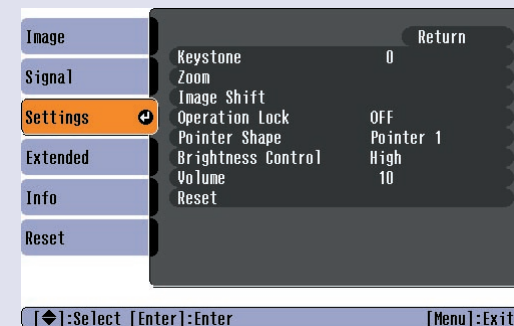 Image
Signal
Settings
Extended
Info
Reset
Return
Keystone 0
Zoom
Image Shift
Operation Lock OFF
Pointer Shape Pointer 1
Brightness Control High
Volume 10
Reset
[◆]:Select [Enter]:Enter [Menu]:Exit